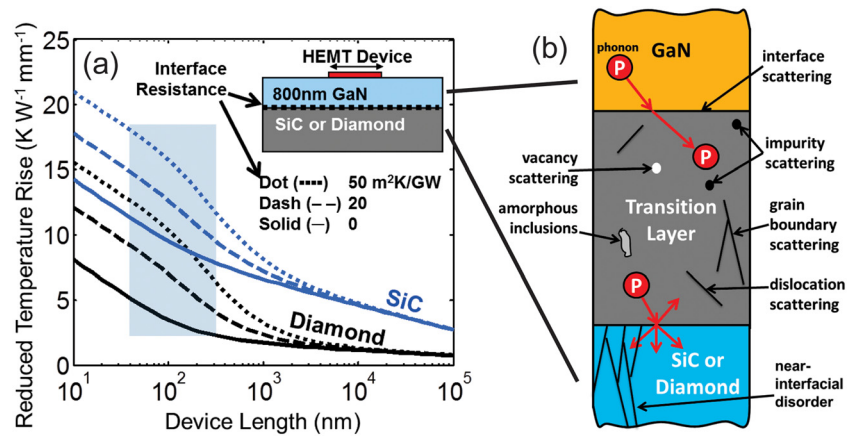 Reduced Temperature Rise (K W-1 mm-1)
25
20
15
10
5
0
(a)
HEMT Device
Interface
Resistance
800nm GaN
SiC or Diamond
Dot (····) 50 m²K/GW
Dash (– –) 20
Solid (—) 0
SiC
Diamond
10¹
10²
10³
10⁴
10⁵
Device Length (nm)
(b)
phonon
GaN
P
interface
scattering
P
impurity
scattering
vacancy
scattering
Transition
Layer
amorphous
inclusions
grain
boundary
scattering
P
dislocation
scattering
SiC or
Diamond
near-
interfacial
disorder